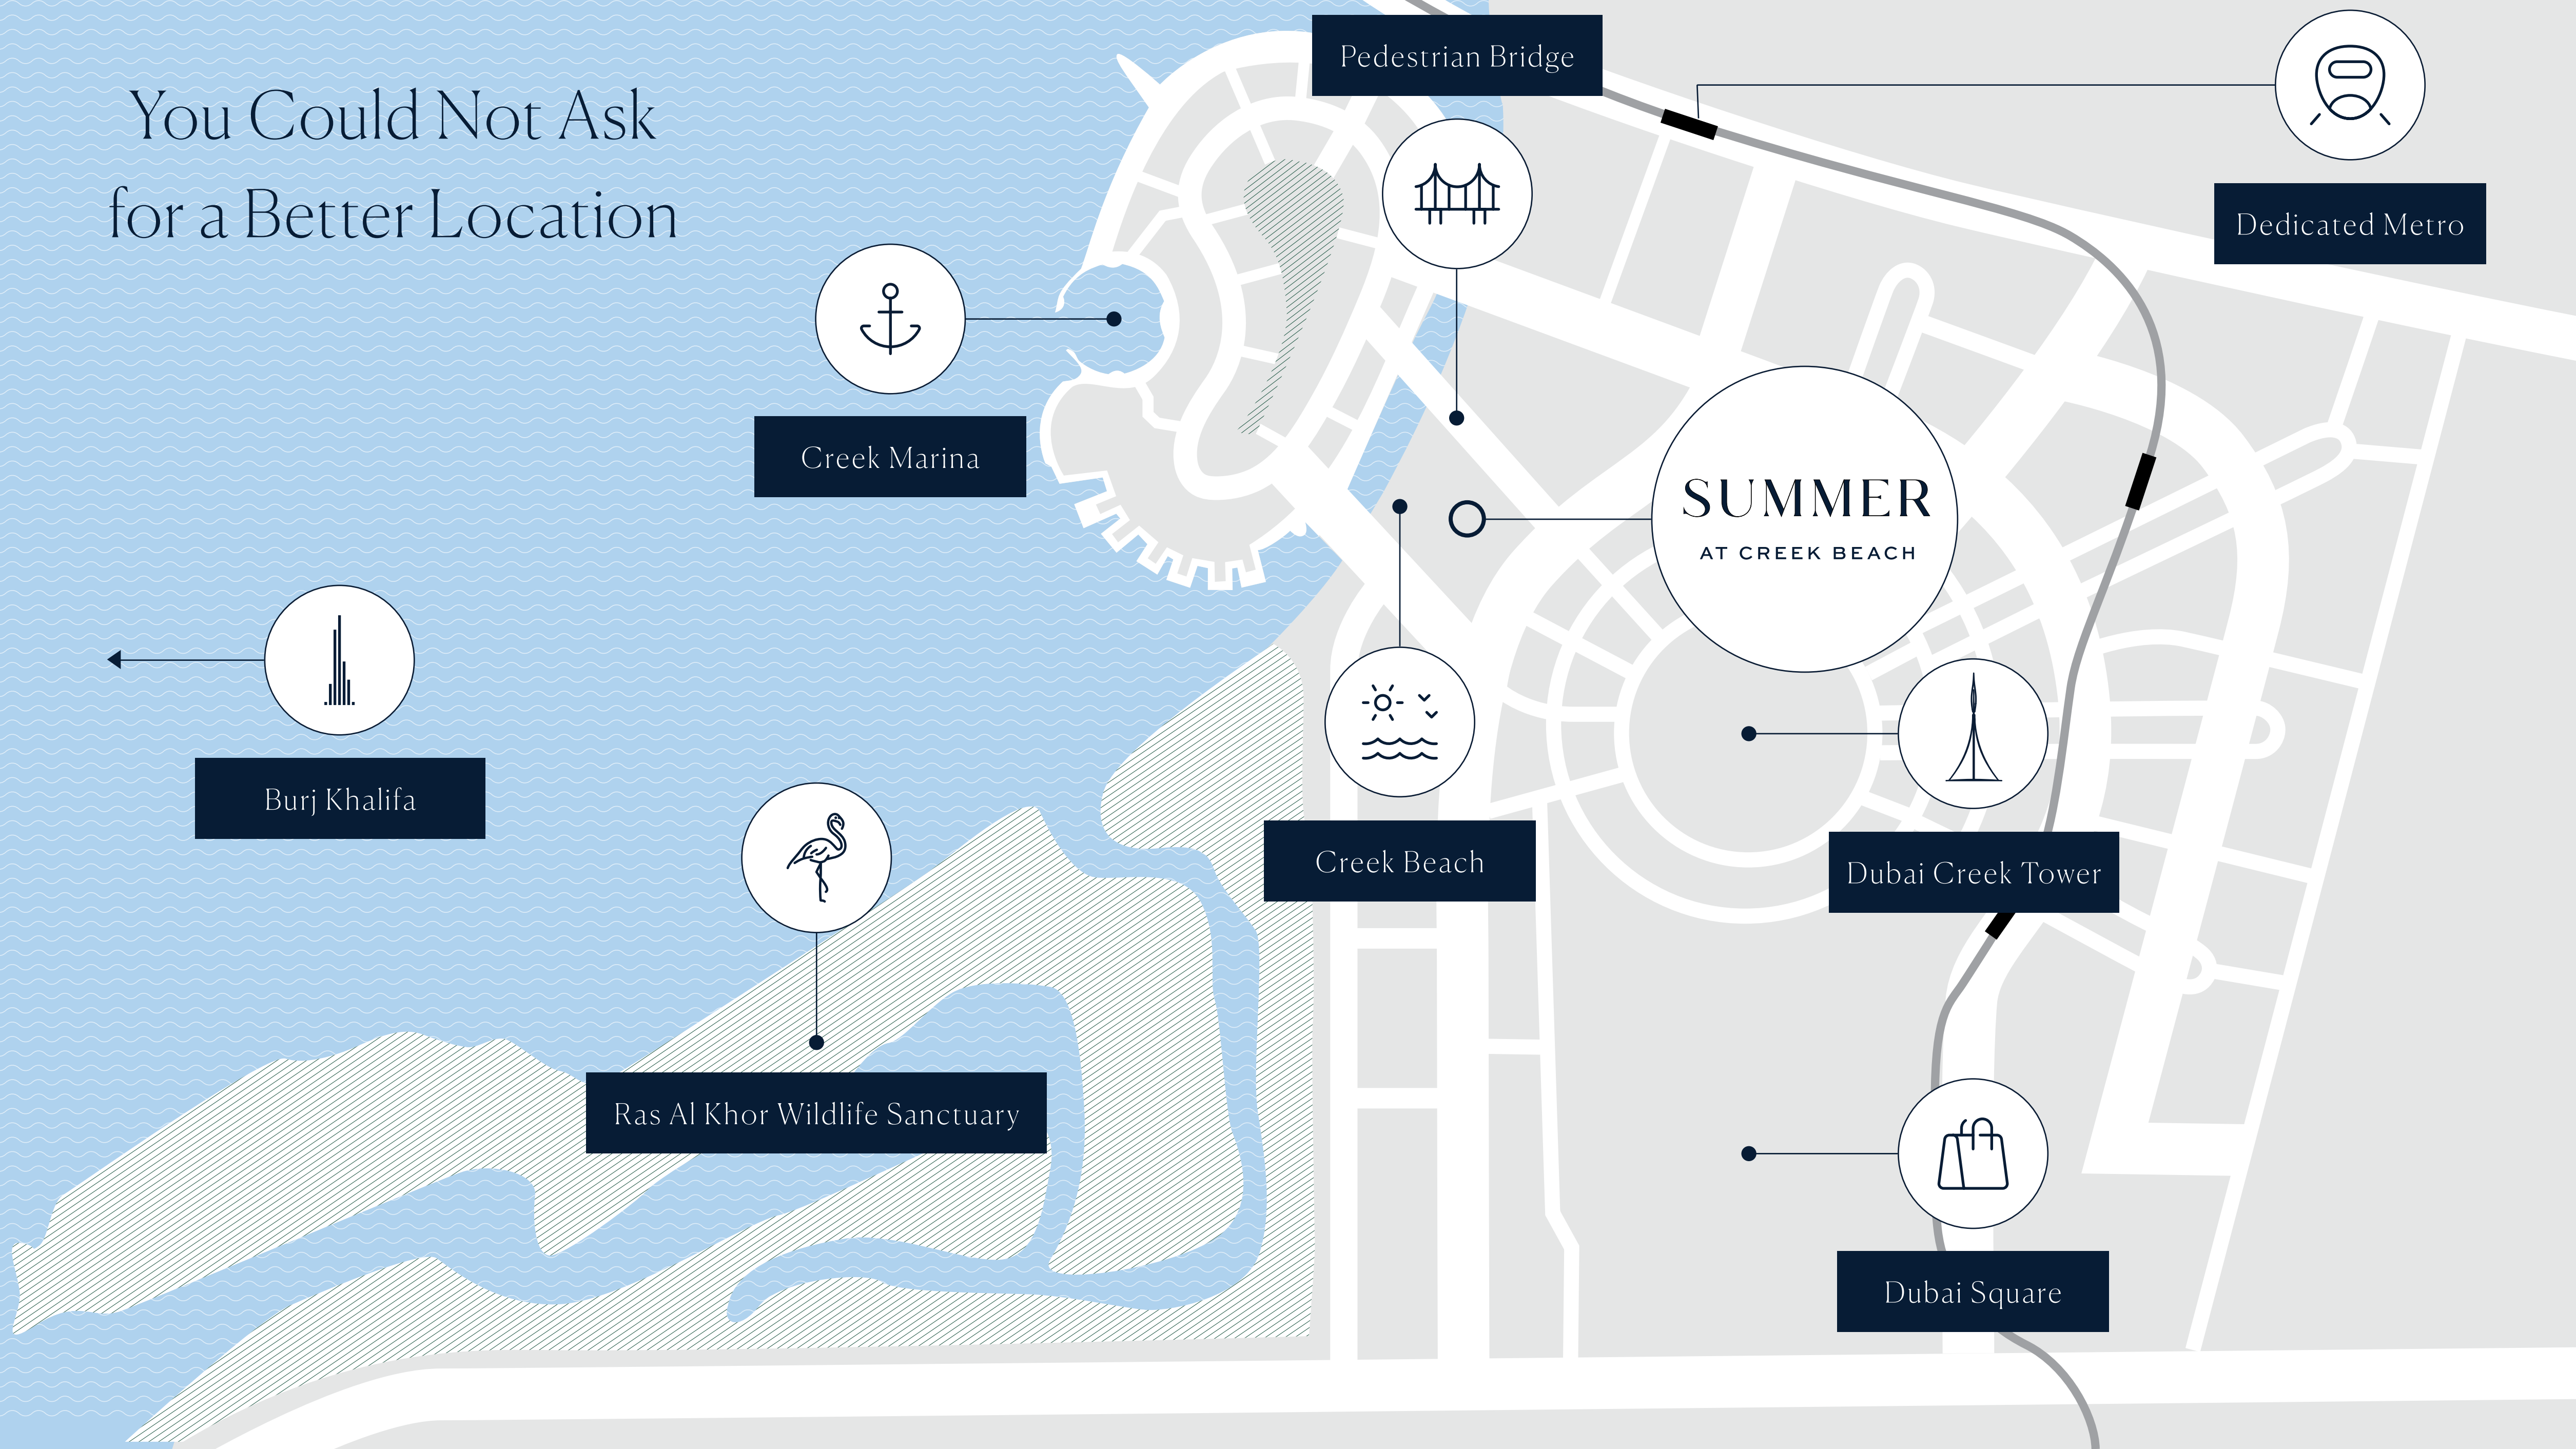 You Could Not Ask
for a Better Location
Pedestrian Bridge
Dedicated Metro
Creek Marina
SUMMER
AT CREEK BEACH
Burj Khalifa
Creek Beach
Dubai Creek Tower
Ras Al Khor Wildlife Sanctuary
Dubai Square